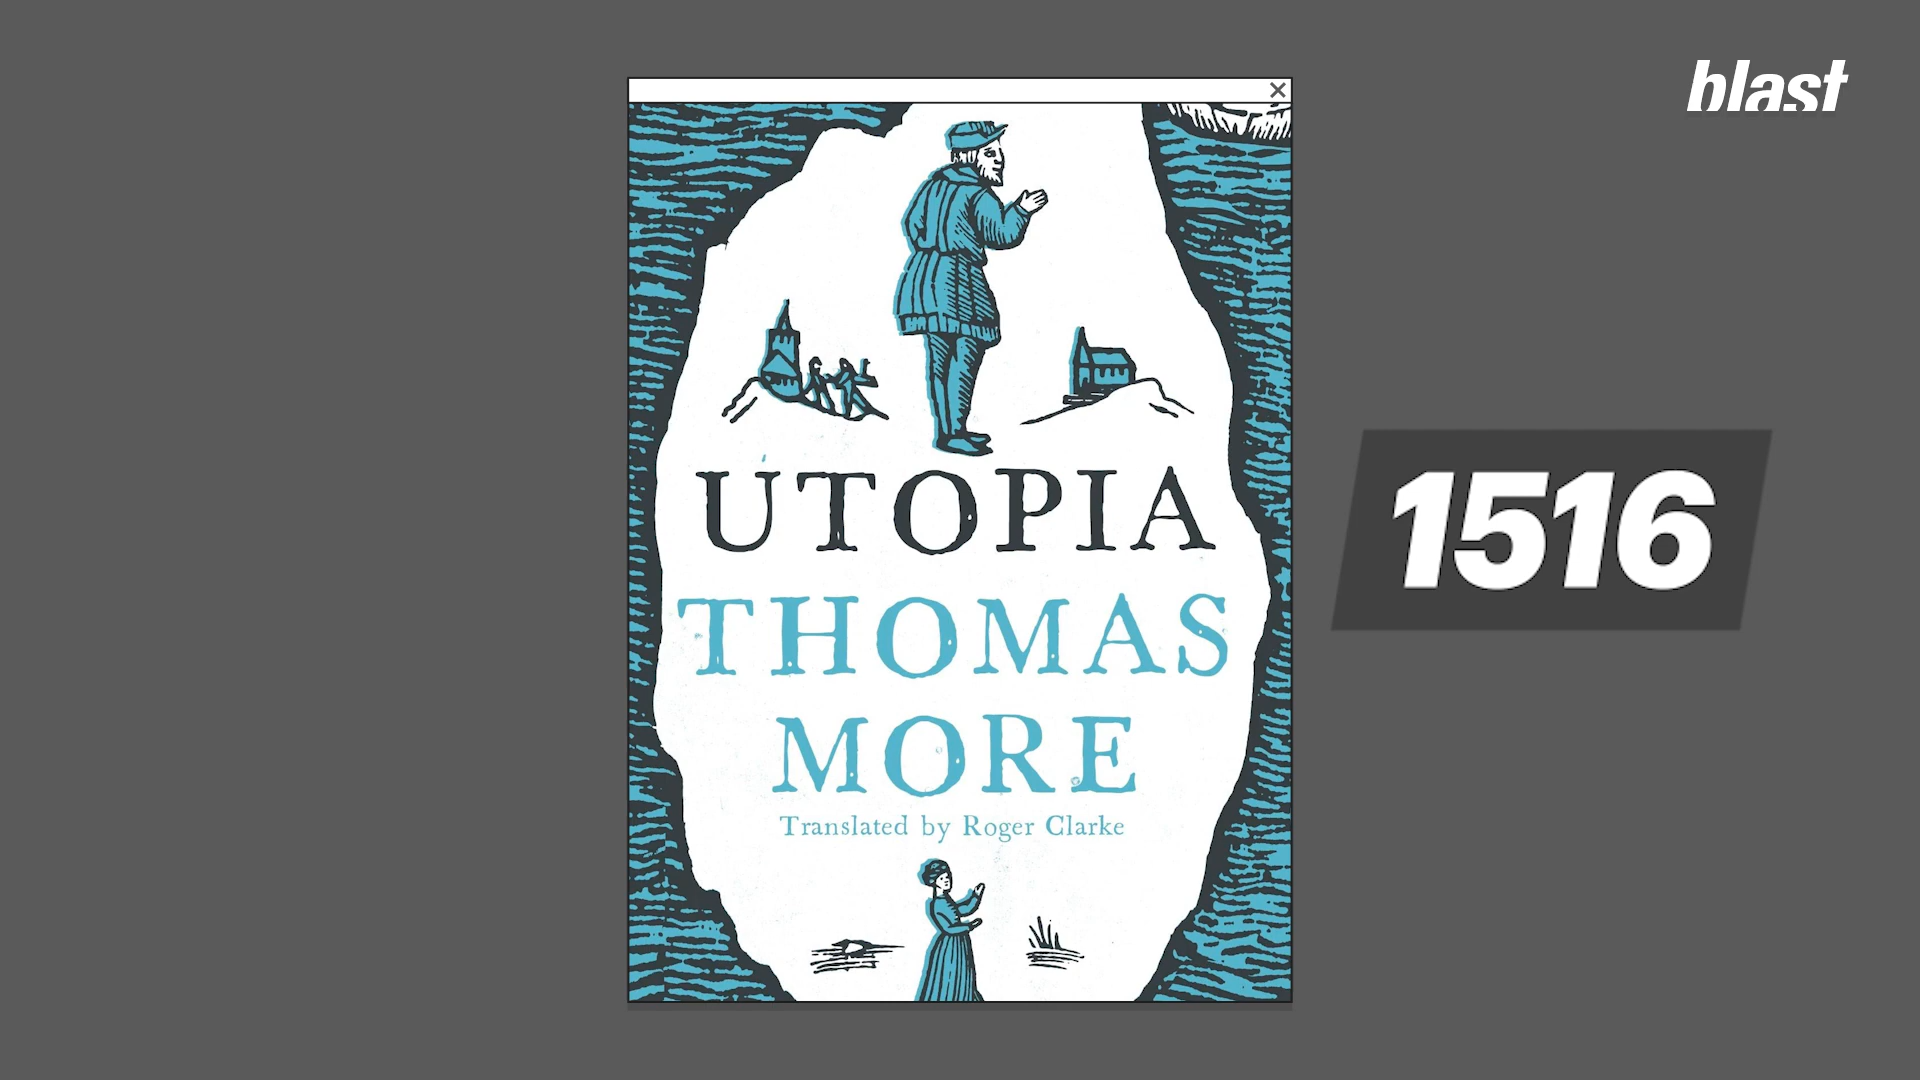 blast
UTOPIA
THOMAS
MORE
Translated by Roger Clarke
1516